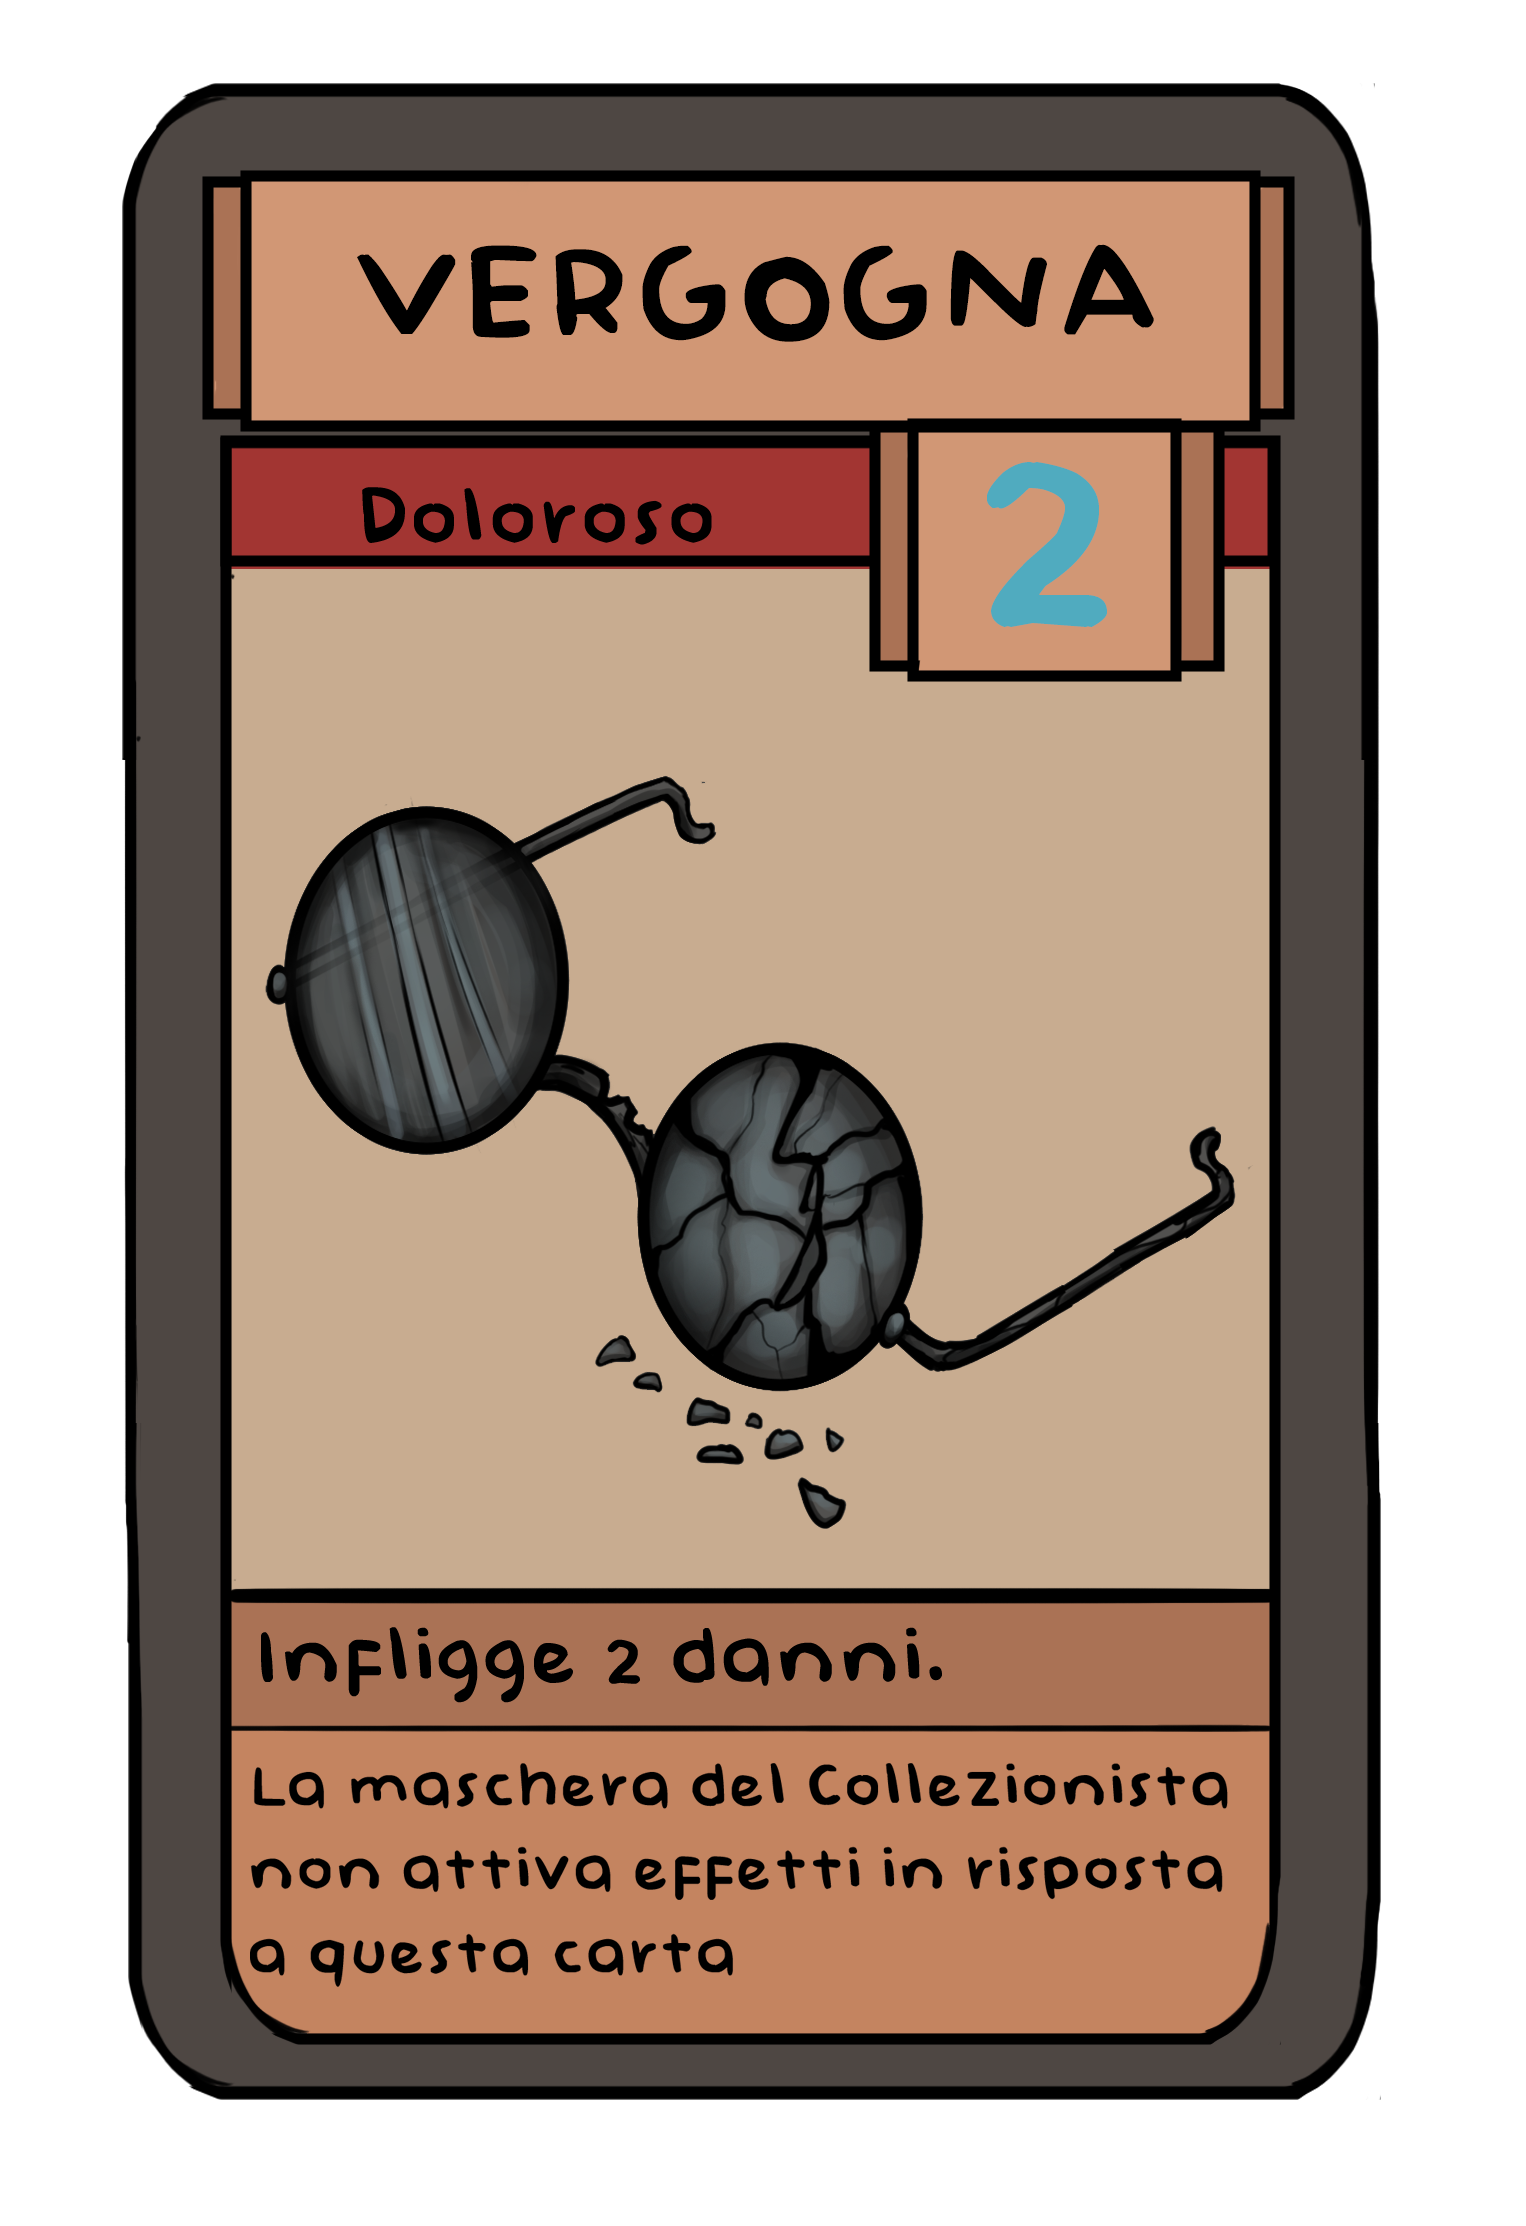 VERGOGNA
Doloroso
2
Infligge 2 danni.
La maschera del Collezionista
non attiva effetti in risposta
a questa carta